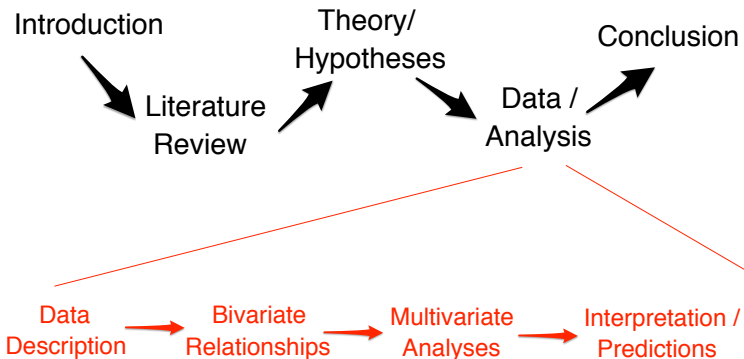 Introduction
Literature
Review
Theory/
Hypotheses
Data /
Analysis
Conclusion
Data
Description
Bivariate
Relationships
Multivariate
Analyses
Interpretation /
Predictions